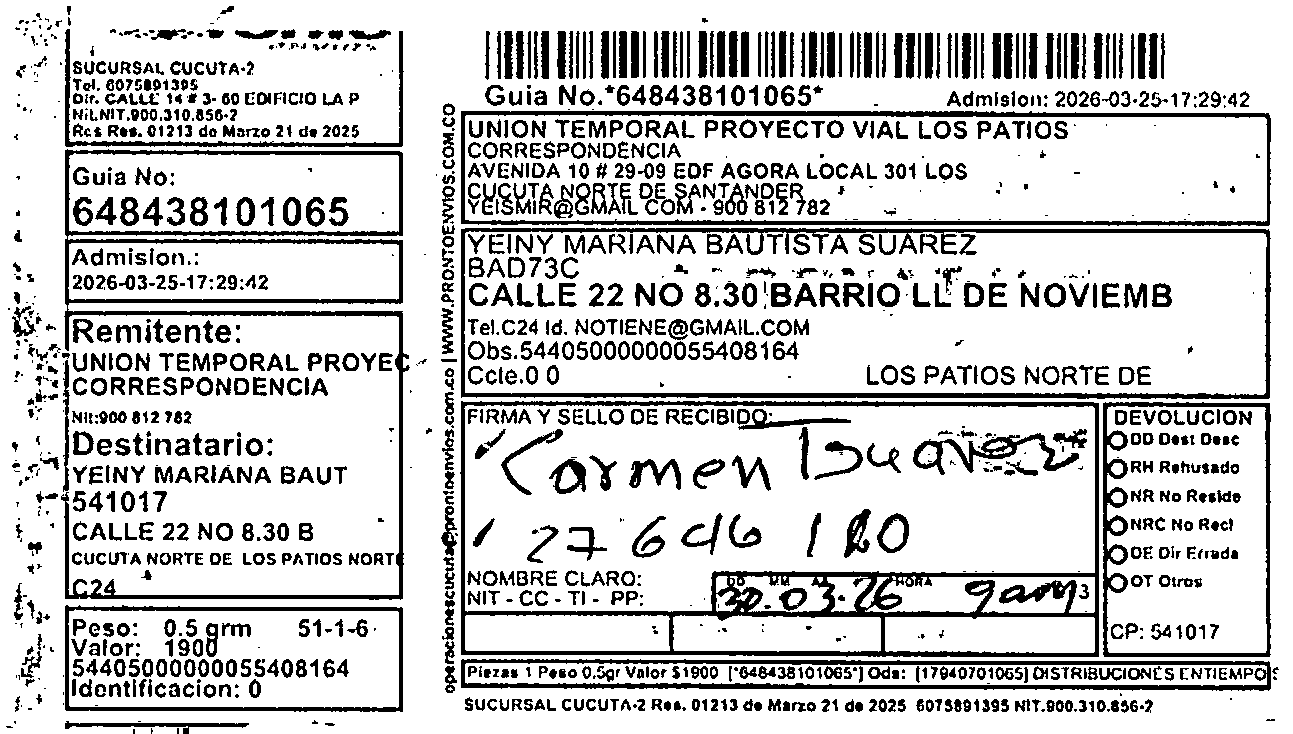 SUCURSAL CUCUTA-2
Tel. 6075891395
Dir. CALLE 14 # 3- 60 EDIFICIO LA P
Nit.NIT.900.310.856-2
Rcs Res. 01213 de Marzo 21 de 2025
Guia No:
648438101065
Admision.:
2026-03-25-17:29:42
Remitente:
UNION TEMPORAL PROYEC
CORRESPONDENCIA
Nit:900 812 782
Destinatario:
YEINY MARIANA BAUT
541017
CALLE 22 NO 8.30 B
CUCUTA NORTE DE LOS PATIOS NORTE
C24
Peso: 0.5 grm 51-1-6
Valor: 1900
54405000000055408164
Identificacion: 0
operacionescucuta@prontoenvios.com.co | WWW.PRONTOENVIOS.COM.CO
Guia No.*648438101065*
Admision: 2026-03-25-17:29:42
UNION TEMPORAL PROYECTO VIAL LOS PATIOS
CORRESPONDENCIA
AVENIDA 10 # 29-09 EDF AGORA LOCAL 301 LOS
CUCUTA NORTE DE SANTANDER
YEISMIR@GMAIL COM - 900 812 782
YEINY MARIANA BAUTISTA SUAREZ
BAD73C
CALLE 22 NO 8.30 BARRIO LL DE NOVIEMB
Tel.C24 Id. NOTIENE@GMAIL.COM
Obs.54405000000055408164
Ccle.0 0 LOS PATIOS NORTE DE
FIRMA Y SELLO DE RECIBIDO:
Carmen Suarez
27 646 180
NOMBRE CLARO:
NIT - CC - TI - PP:
DD MM AA HORA
30.03.26 9am
DEVOLUCION
DD Dest Desc
RH Rehusado
NR No Reside
NRC No Recl
DE Dir Errada
OT Otros
CP: 541017
Piezas 1 Peso 0.5gr Valor $1900 [*648438101065*] Ods: [17940701065] DISTRIBUCIONES ENTIEMPOS
SUCURSAL CUCUTA-2 Res. 01213 de Marzo 21 de 2025 6075891395 NIT.900.310.856-2